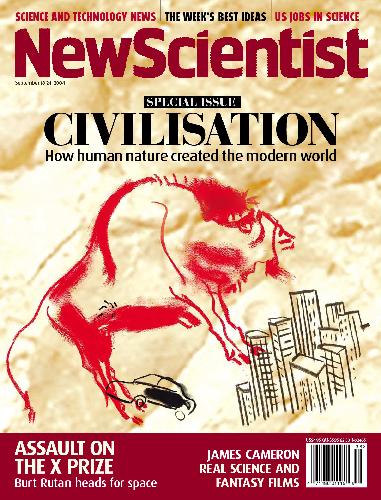 SCIENCE AND TECHNOLOGY NEWS | THE WEEK'S BEST IDEAS | US JOBS IN SCIENCE
NewScientist
SPECIAL ISSUE
CIVILISATION
How human nature created the modern world
ASSAULT ON
THE X PRIZE
Burt Rutan heads for space
JAMES CAMERON
REAL SCIENCE AND
FANTASY FILMS